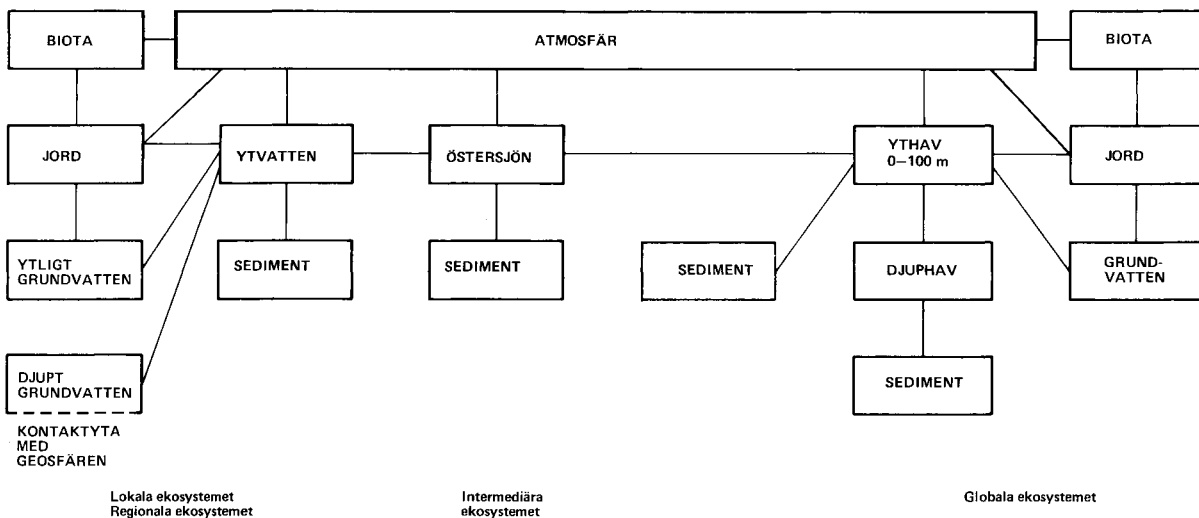 BIOTA
ATMOSFÄR
BIOTA
JORD
YTVATTEN
ÖSTERSJÖN
YTHAV
0–100 m
JORD
YTLIGT
GRUNDVATTEN
SEDIMENT
SEDIMENT
SEDIMENT
DJUPHAV
GRUND-
VATTEN
DJUPT
GRUNDVATTEN
SEDIMENT
KONTAKTYTA
MED
GEOSFÄREN
Lokala ekosystemet
Regionala ekosystemet
Intermediära
ekosystemet
Globala ekosystemet